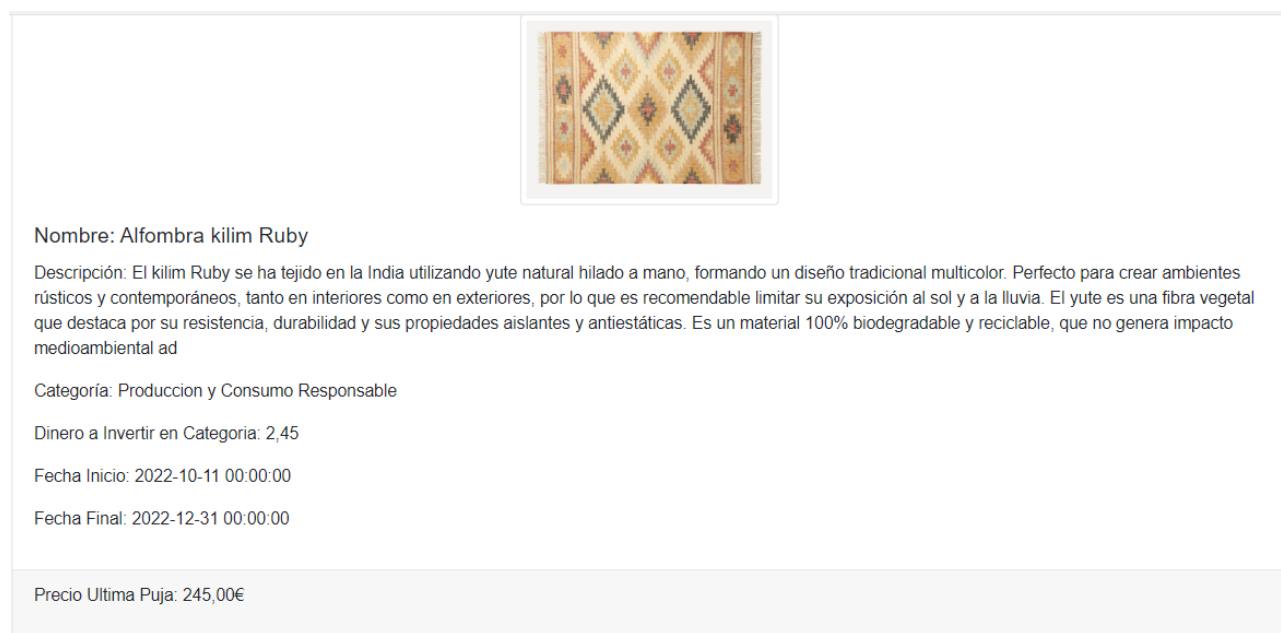 Nombre: Alfombra kilim Ruby
Descripción: El kilim Ruby se ha tejido en la India utilizando yute natural hilado a mano, formando un diseño tradicional multicolor. Perfecto para crear ambientes
rústicos y contemporáneos, tanto en interiores como en exteriores, por lo que es recomendable limitar su exposición al sol y a la lluvia. El yute es una fibra vegetal
que destaca por su resistencia, durabilidad y sus propiedades aislantes y antiestáticas. Es un material 100% biodegradable y reciclable, que no genera impacto
medioambiental ad
Categoría: Produccion y Consumo Responsable
Dinero a Invertir en Categoria: 2,45
Fecha Inicio: 2022-10-11 00:00:00
Fecha Final: 2022-12-31 00:00:00
Precio Ultima Puja: 245,00€